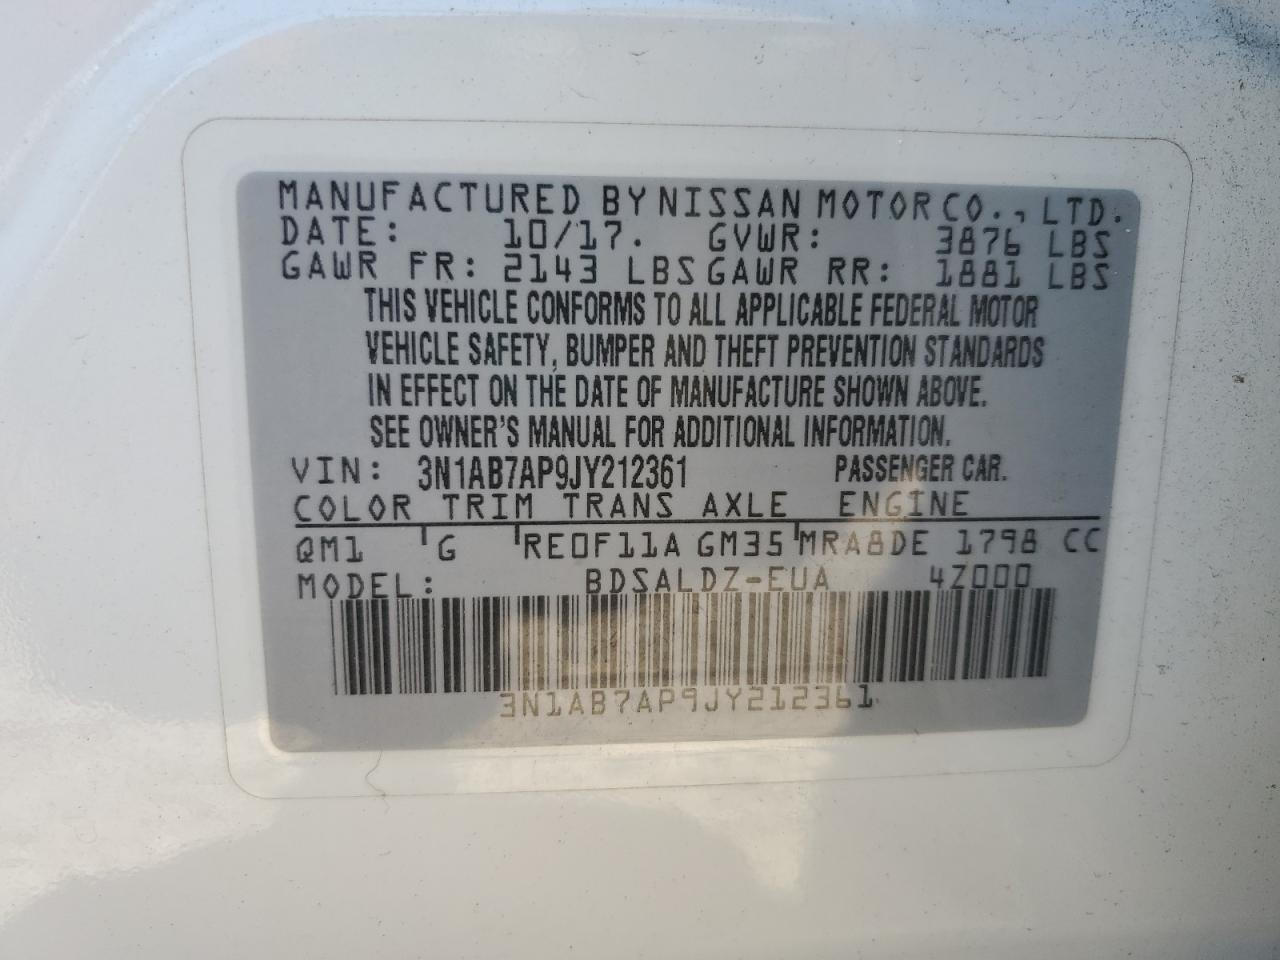 MANUFACTURED BY NISSAN MOTOR CO., LTD.
DATE: 10/17. GVWR: 3876 LBS
GAWR FR: 2143 LBS GAWR RR: 1881 LBS
THIS VEHICLE CONFORMS TO ALL APPLICABLE FEDERAL MOTOR
VEHICLE SAFETY, BUMPER AND THEFT PREVENTION STANDARDS
IN EFFECT ON THE DATE OF MANUFACTURE SHOWN ABOVE.
SEE OWNER'S MANUAL FOR ADDITIONAL INFORMATION.
VIN: 3N1AB7AP9JY212361 PASSENGER CAR.
COLOR TRIM TRANS AXLE ENGINE
QM1 G RE0F11A GM35 MRA8DE 1798 CC
MODEL: BDSALDZ-EUA 4Z000
3N1AB7AP9JY212361